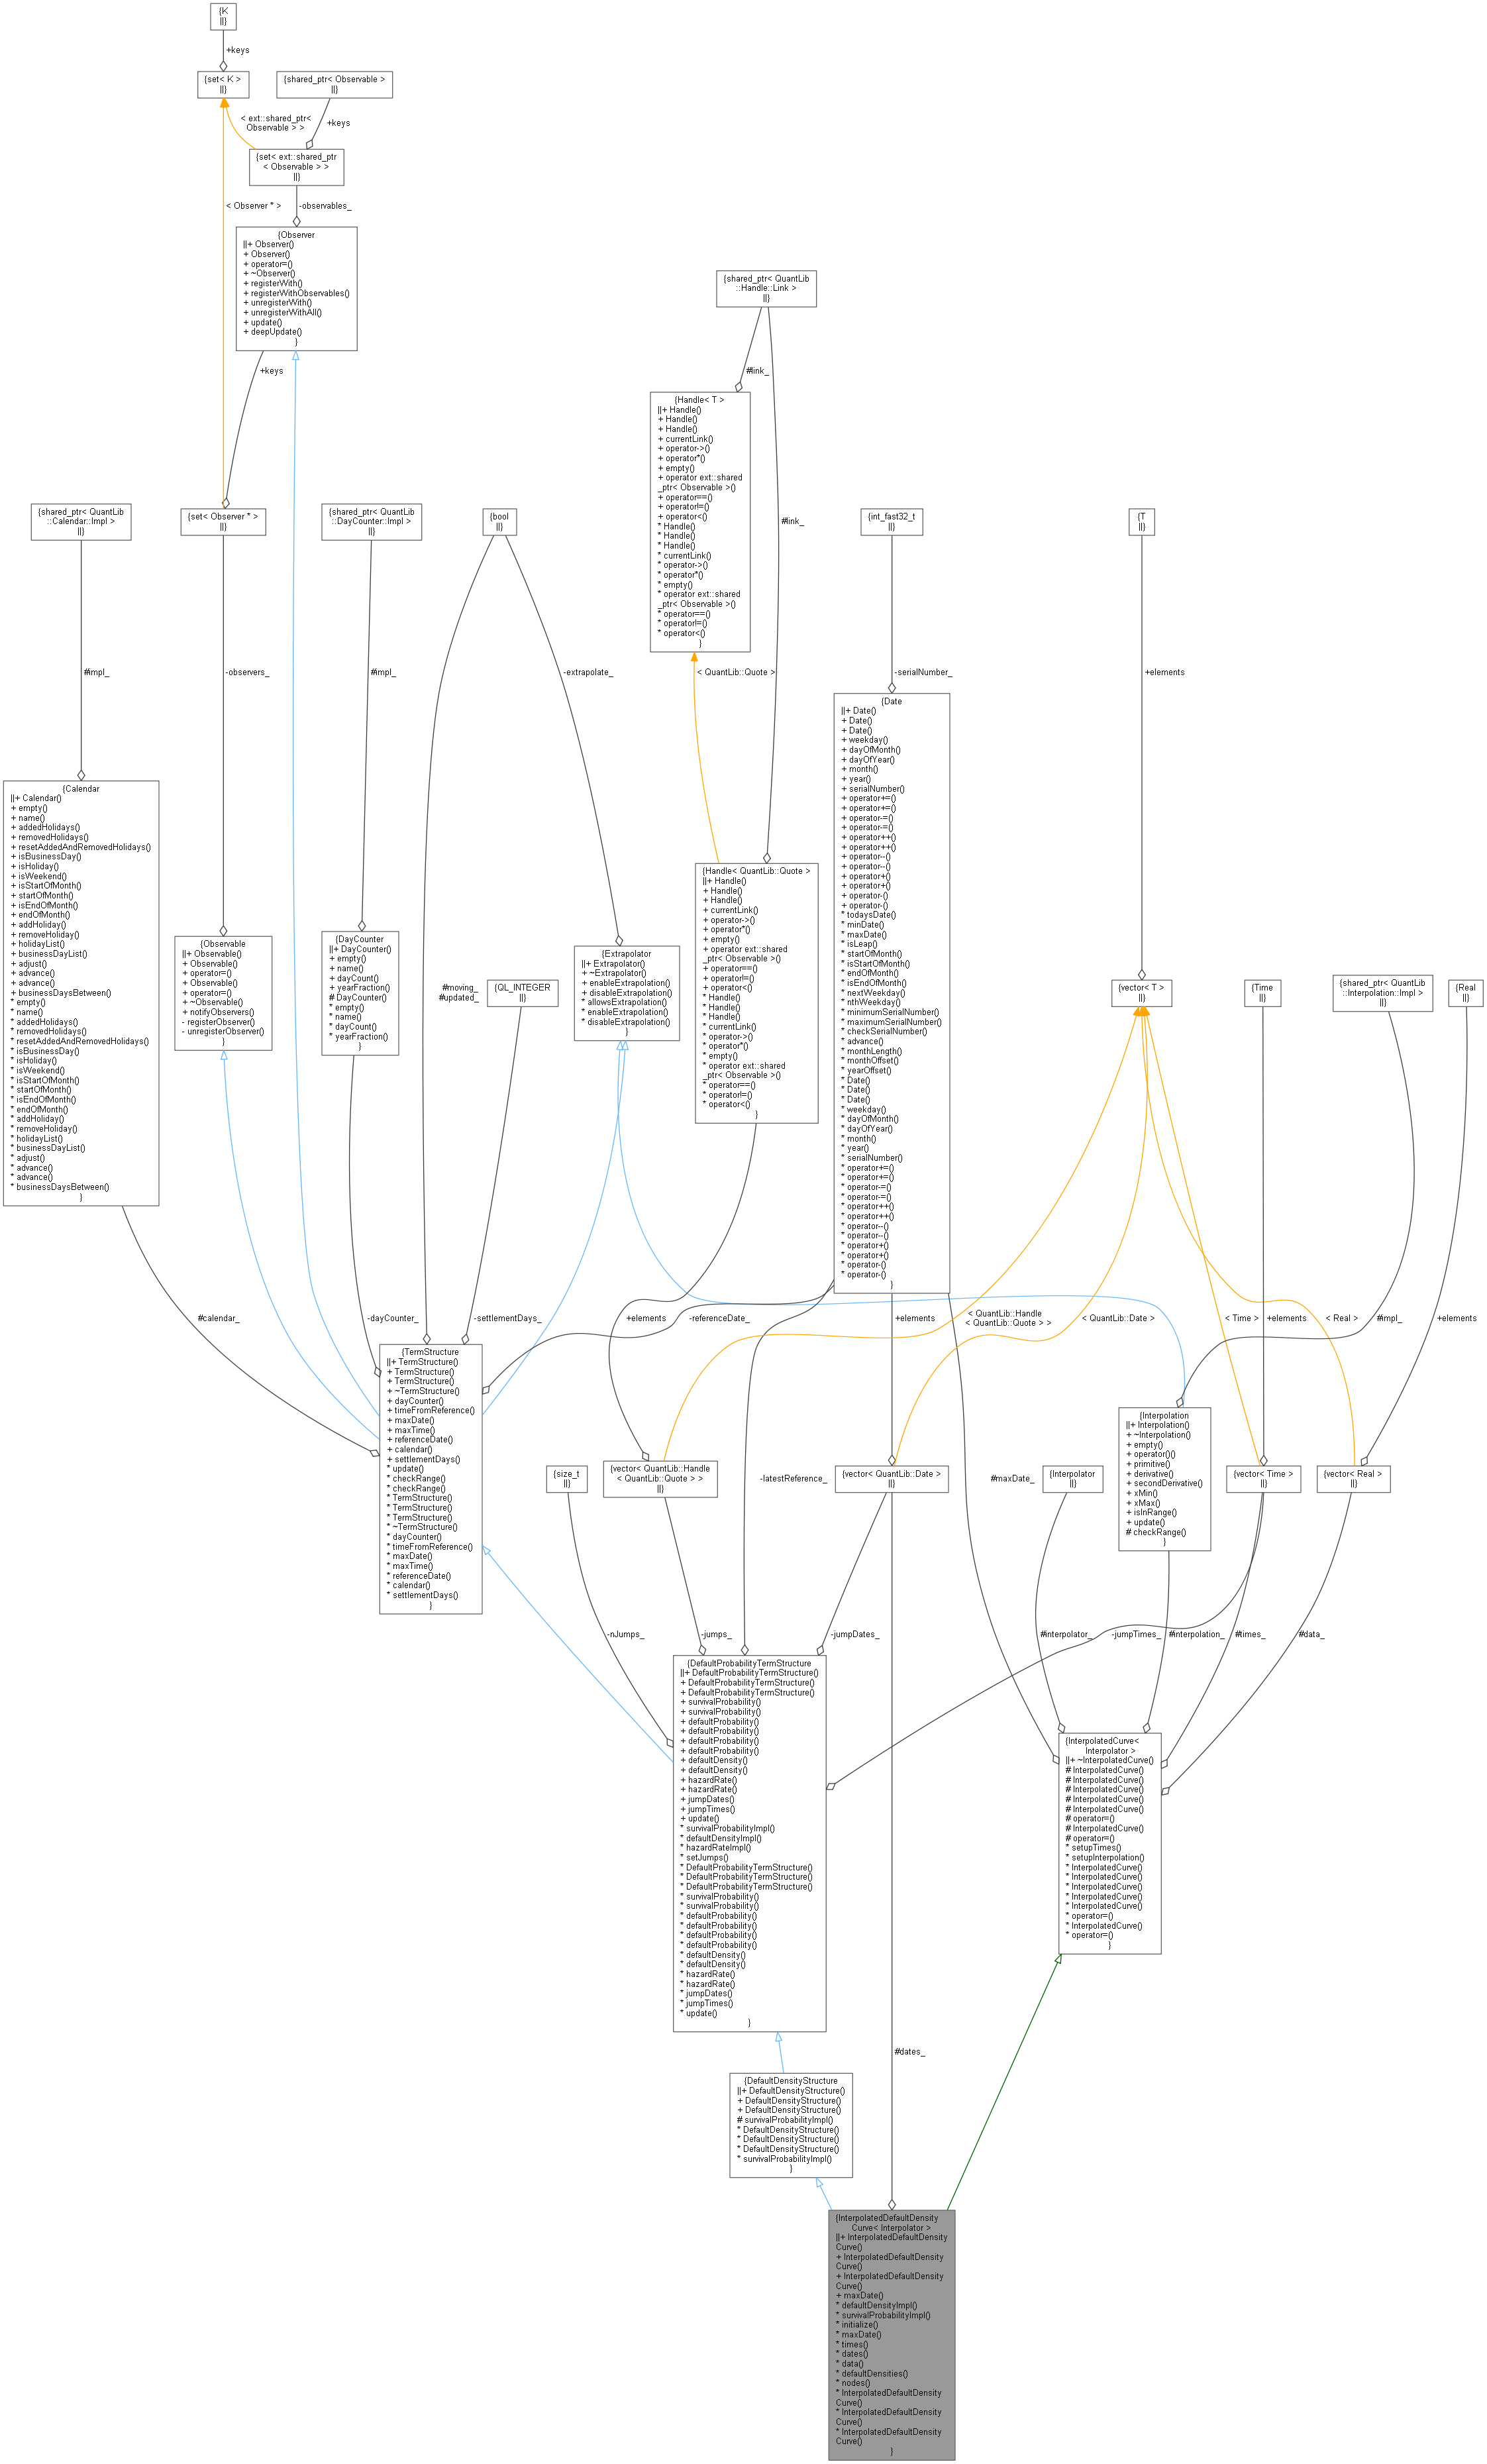 {K
||}
+keys
{set< K >
||}
{shared_ptr< Observable >
||}
< ext::shared_ptr<
Observable > >
+keys
{set< ext::shared_ptr
< Observable > >
||}
< Observer * >
-observables_
{Observer
||+ Observer()
+ Observer()
+ operator=()
+ ~Observer()
+ registerWith()
+ registerWithObservables()
+ unregisterWith()
+ unregisterWithAll()
+ update()
+ deepUpdate()
}
+keys
{shared_ptr< QuantLib
::Handle::Link >
||}
#link_
{Handle< T >
||+ Handle()
+ Handle()
+ Handle()
+ currentLink()
+ operator->()
+ operator*()
+ empty()
+ operator ext::shared
_ptr< Observable >()
+ operator==()
+ operator!=()
+ operator<()
* Handle()
* Handle()
* Handle()
* currentLink()
* operator->()
* operator*()
* empty()
* operator ext::shared
_ptr< Observable >()
* operator==()
* operator!=()
* operator<()
}
#link_
{shared_ptr< QuantLib
::Calendar::Impl >
||}
{set< Observer * >
||}
{shared_ptr< QuantLib
::DayCounter::Impl >
||}
{bool
||}
{int_fast32_t
||}
{T
||}
#impl_
-observers_
#impl_
-extrapolate_
< QuantLib::Quote >
-serialNumber_
+elements
{Calendar
||+ Calendar()
+ empty()
+ name()
+ addedHolidays()
+ removedHolidays()
+ resetAddedAndRemovedHolidays()
+ isBusinessDay()
+ isHoliday()
+ isWeekend()
+ isStartOfMonth()
+ startOfMonth()
+ isEndOfMonth()
+ endOfMonth()
+ addHoliday()
+ removeHoliday()
+ holidayList()
+ businessDayList()
+ adjust()
+ advance()
+ advance()
+ businessDaysBetween()
* empty()
* name()
* addedHolidays()
* removedHolidays()
* resetAddedAndRemovedHolidays()
* isBusinessDay()
* isHoliday()
* isWeekend()
* isStartOfMonth()
* startOfMonth()
* isEndOfMonth()
* endOfMonth()
* addHoliday()
* removeHoliday()
* holidayList()
* businessDayList()
* adjust()
* advance()
* advance()
* businessDaysBetween()
}
{Observable
||+ Observable()
+ Observable()
+ operator=()
+ Observable()
+ operator=()
+ ~Observable()
+ notifyObservers()
- registerObserver()
- unregisterObserver()
}
{DayCounter
||+ DayCounter()
+ empty()
+ name()
+ dayCount()
+ yearFraction()
# DayCounter()
* empty()
* name()
* dayCount()
* yearFraction()
}
#moving_
#updated_
{QL_INTEGER
||}
{Extrapolator
||+ Extrapolator()
+ ~Extrapolator()
+ enableExtrapolation()
+ disableExtrapolation()
* allowsExtrapolation()
* enableExtrapolation()
* disableExtrapolation()
}
{Handle< QuantLib::Quote >
||+ Handle()
+ Handle()
+ Handle()
+ currentLink()
+ operator->()
+ operator*()
+ empty()
+ operator ext::shared
_ptr< Observable >()
+ operator==()
+ operator!=()
+ operator<()
* Handle()
* Handle()
* Handle()
* currentLink()
* operator->()
* operator*()
* empty()
* operator ext::shared
_ptr< Observable >()
* operator==()
* operator!=()
* operator<()
}
{Date
||+ Date()
+ Date()
+ Date()
+ weekday()
+ dayOfMonth()
+ dayOfYear()
+ month()
+ year()
+ serialNumber()
+ operator+=()
+ operator+=()
+ operator-=()
+ operator-=()
+ operator++()
+ operator++()
+ operator--()
+ operator--()
+ operator+()
+ operator+()
+ operator-()
+ operator-()
* todaysDate()
* minDate()
* maxDate()
* isLeap()
* startOfMonth()
* isStartOfMonth()
* endOfMonth()
* isEndOfMonth()
* nextWeekday()
* nthWeekday()
* minimumSerialNumber()
* maximumSerialNumber()
* checkSerialNumber()
* advance()
* monthLength()
* monthOffset()
* yearOffset()
* Date()
* Date()
* Date()
* weekday()
* dayOfMonth()
* dayOfYear()
* month()
* year()
* serialNumber()
* operator+=()
* operator+=()
* operator-=()
* operator-=()
* operator++()
* operator++()
* operator--()
* operator--()
* operator+()
* operator+()
* operator-()
* operator-()
}
{vector< T >
||}
{Time
||}
{shared_ptr< QuantLib
::Interpolation::Impl >
||}
{Real
||}
#calendar_
-dayCounter_
-settlementDays_
+elements
-referenceDate_
+elements
< QuantLib::Handle
< QuantLib::Quote > >
< QuantLib::Date >
< Time >
+elements
< Real >
#impl_
+elements
{TermStructure
||+ TermStructure()
+ TermStructure()
+ TermStructure()
+ ~TermStructure()
+ dayCounter()
+ timeFromReference()
+ maxDate()
+ maxTime()
+ referenceDate()
+ calendar()
+ settlementDays()
* update()
* checkRange()
* checkRange()
* TermStructure()
* TermStructure()
* TermStructure()
* ~TermStructure()
* dayCounter()
* timeFromReference()
* maxDate()
* maxTime()
* referenceDate()
* calendar()
* settlementDays()
}
{size_t
||}
{vector< QuantLib::Handle
< QuantLib::Quote > >
||}
-latestReference_
{vector< QuantLib::Date >
||}
#maxDate_
{Interpolator
||}
{Interpolation
||+ Interpolation()
+ ~Interpolation()
+ empty()
+ operator()()
+ primitive()
+ derivative()
+ secondDerivative()
+ xMin()
+ xMax()
+ isInRange()
+ update()
# checkRange()
}
{vector< Time >
||}
{vector< Real >
||}
-nJumps_
-jumps_
-jumpDates_
#interpolator_
-jumpTimes_
#interpolation_
#times_
#data_
{DefaultProbabilityTermStructure
||+ DefaultProbabilityTermStructure()
+ DefaultProbabilityTermStructure()
+ DefaultProbabilityTermStructure()
+ survivalProbability()
+ survivalProbability()
+ defaultProbability()
+ defaultProbability()
+ defaultProbability()
+ defaultProbability()
+ defaultDensity()
+ defaultDensity()
+ hazardRate()
+ hazardRate()
+ jumpDates()
+ jumpTimes()
+ update()
* survivalProbabilityImpl()
* defaultDensityImpl()
* hazardRateImpl()
* setJumps()
* DefaultProbabilityTermStructure()
* DefaultProbabilityTermStructure()
* DefaultProbabilityTermStructure()
* survivalProbability()
* survivalProbability()
* defaultProbability()
* defaultProbability()
* defaultProbability()
* defaultProbability()
* defaultDensity()
* defaultDensity()
* hazardRate()
* hazardRate()
* jumpDates()
* jumpTimes()
* update()
}
{InterpolatedCurve<
Interpolator >
||+ ~InterpolatedCurve()
# InterpolatedCurve()
# InterpolatedCurve()
# InterpolatedCurve()
# InterpolatedCurve()
# InterpolatedCurve()
# operator=()
# InterpolatedCurve()
# operator=()
* setupTimes()
* setupInterpolation()
* InterpolatedCurve()
* InterpolatedCurve()
* InterpolatedCurve()
* InterpolatedCurve()
* InterpolatedCurve()
* operator=()
* InterpolatedCurve()
* operator=()
}
#dates_
{DefaultDensityStructure
||+ DefaultDensityStructure()
+ DefaultDensityStructure()
+ DefaultDensityStructure()
# survivalProbabilityImpl()
* DefaultDensityStructure()
* DefaultDensityStructure()
* DefaultDensityStructure()
* survivalProbabilityImpl()
}
{InterpolatedDefaultDensity
Curve< Interpolator >
||+ InterpolatedDefaultDensity
Curve()
+ InterpolatedDefaultDensity
Curve()
+ InterpolatedDefaultDensity
Curve()
+ maxDate()
* defaultDensityImpl()
* survivalProbabilityImpl()
* initialize()
* maxDate()
* times()
* dates()
* data()
* defaultDensities()
* nodes()
* InterpolatedDefaultDensity
Curve()
* InterpolatedDefaultDensity
Curve()
* InterpolatedDefaultDensity
Curve()
}